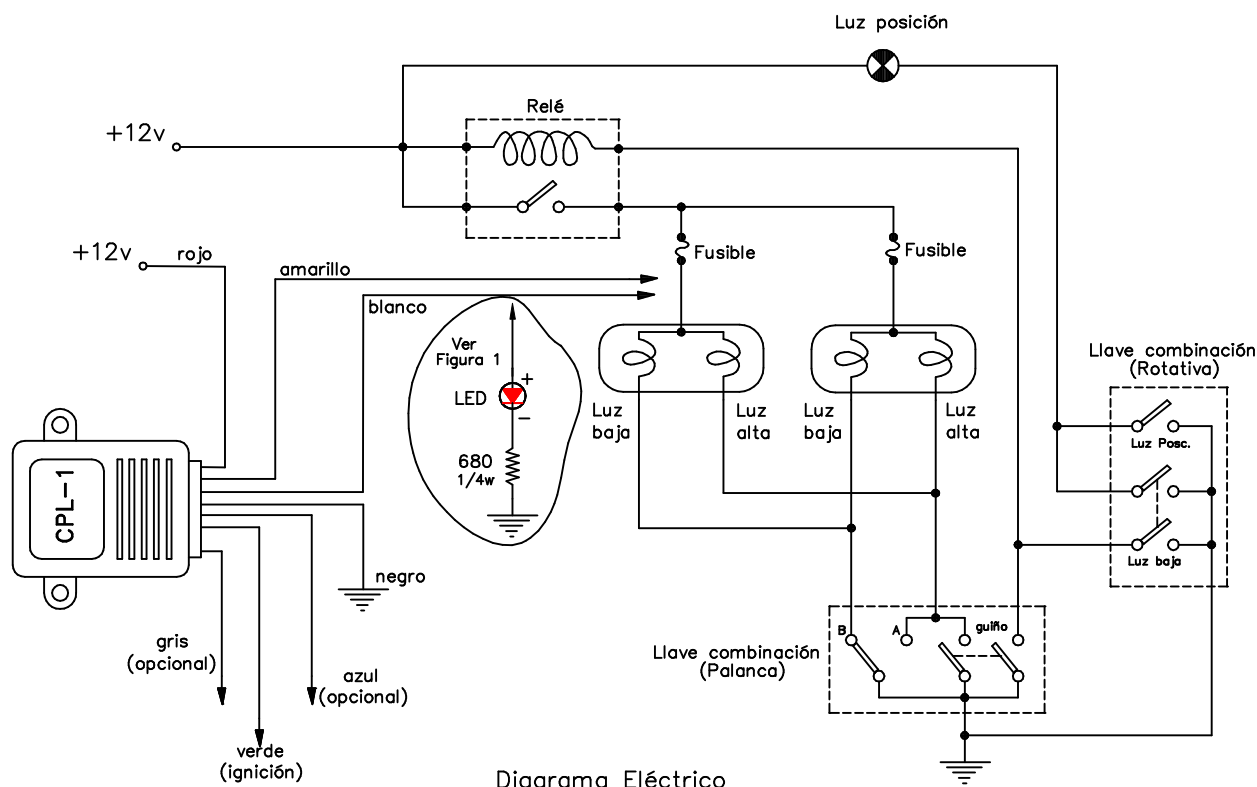 Luz posición
Relé
+12v
+12v
rojo
Fusible
Fusible
amarillo
blanco
Ver
Figura 1
LED
+
−
680
1/4w
Luz
baja
Luz
alta
Luz
baja
Luz
alta
Llave combinación
(Rotativa)
Luz Posc.
Luz baja
CPL-1
negro
gris
(opcional)
azul
(opcional)
verde
(ignición)
Llave combinación
(Palanca)
B
A
guiño
Diagrama Eléctrico